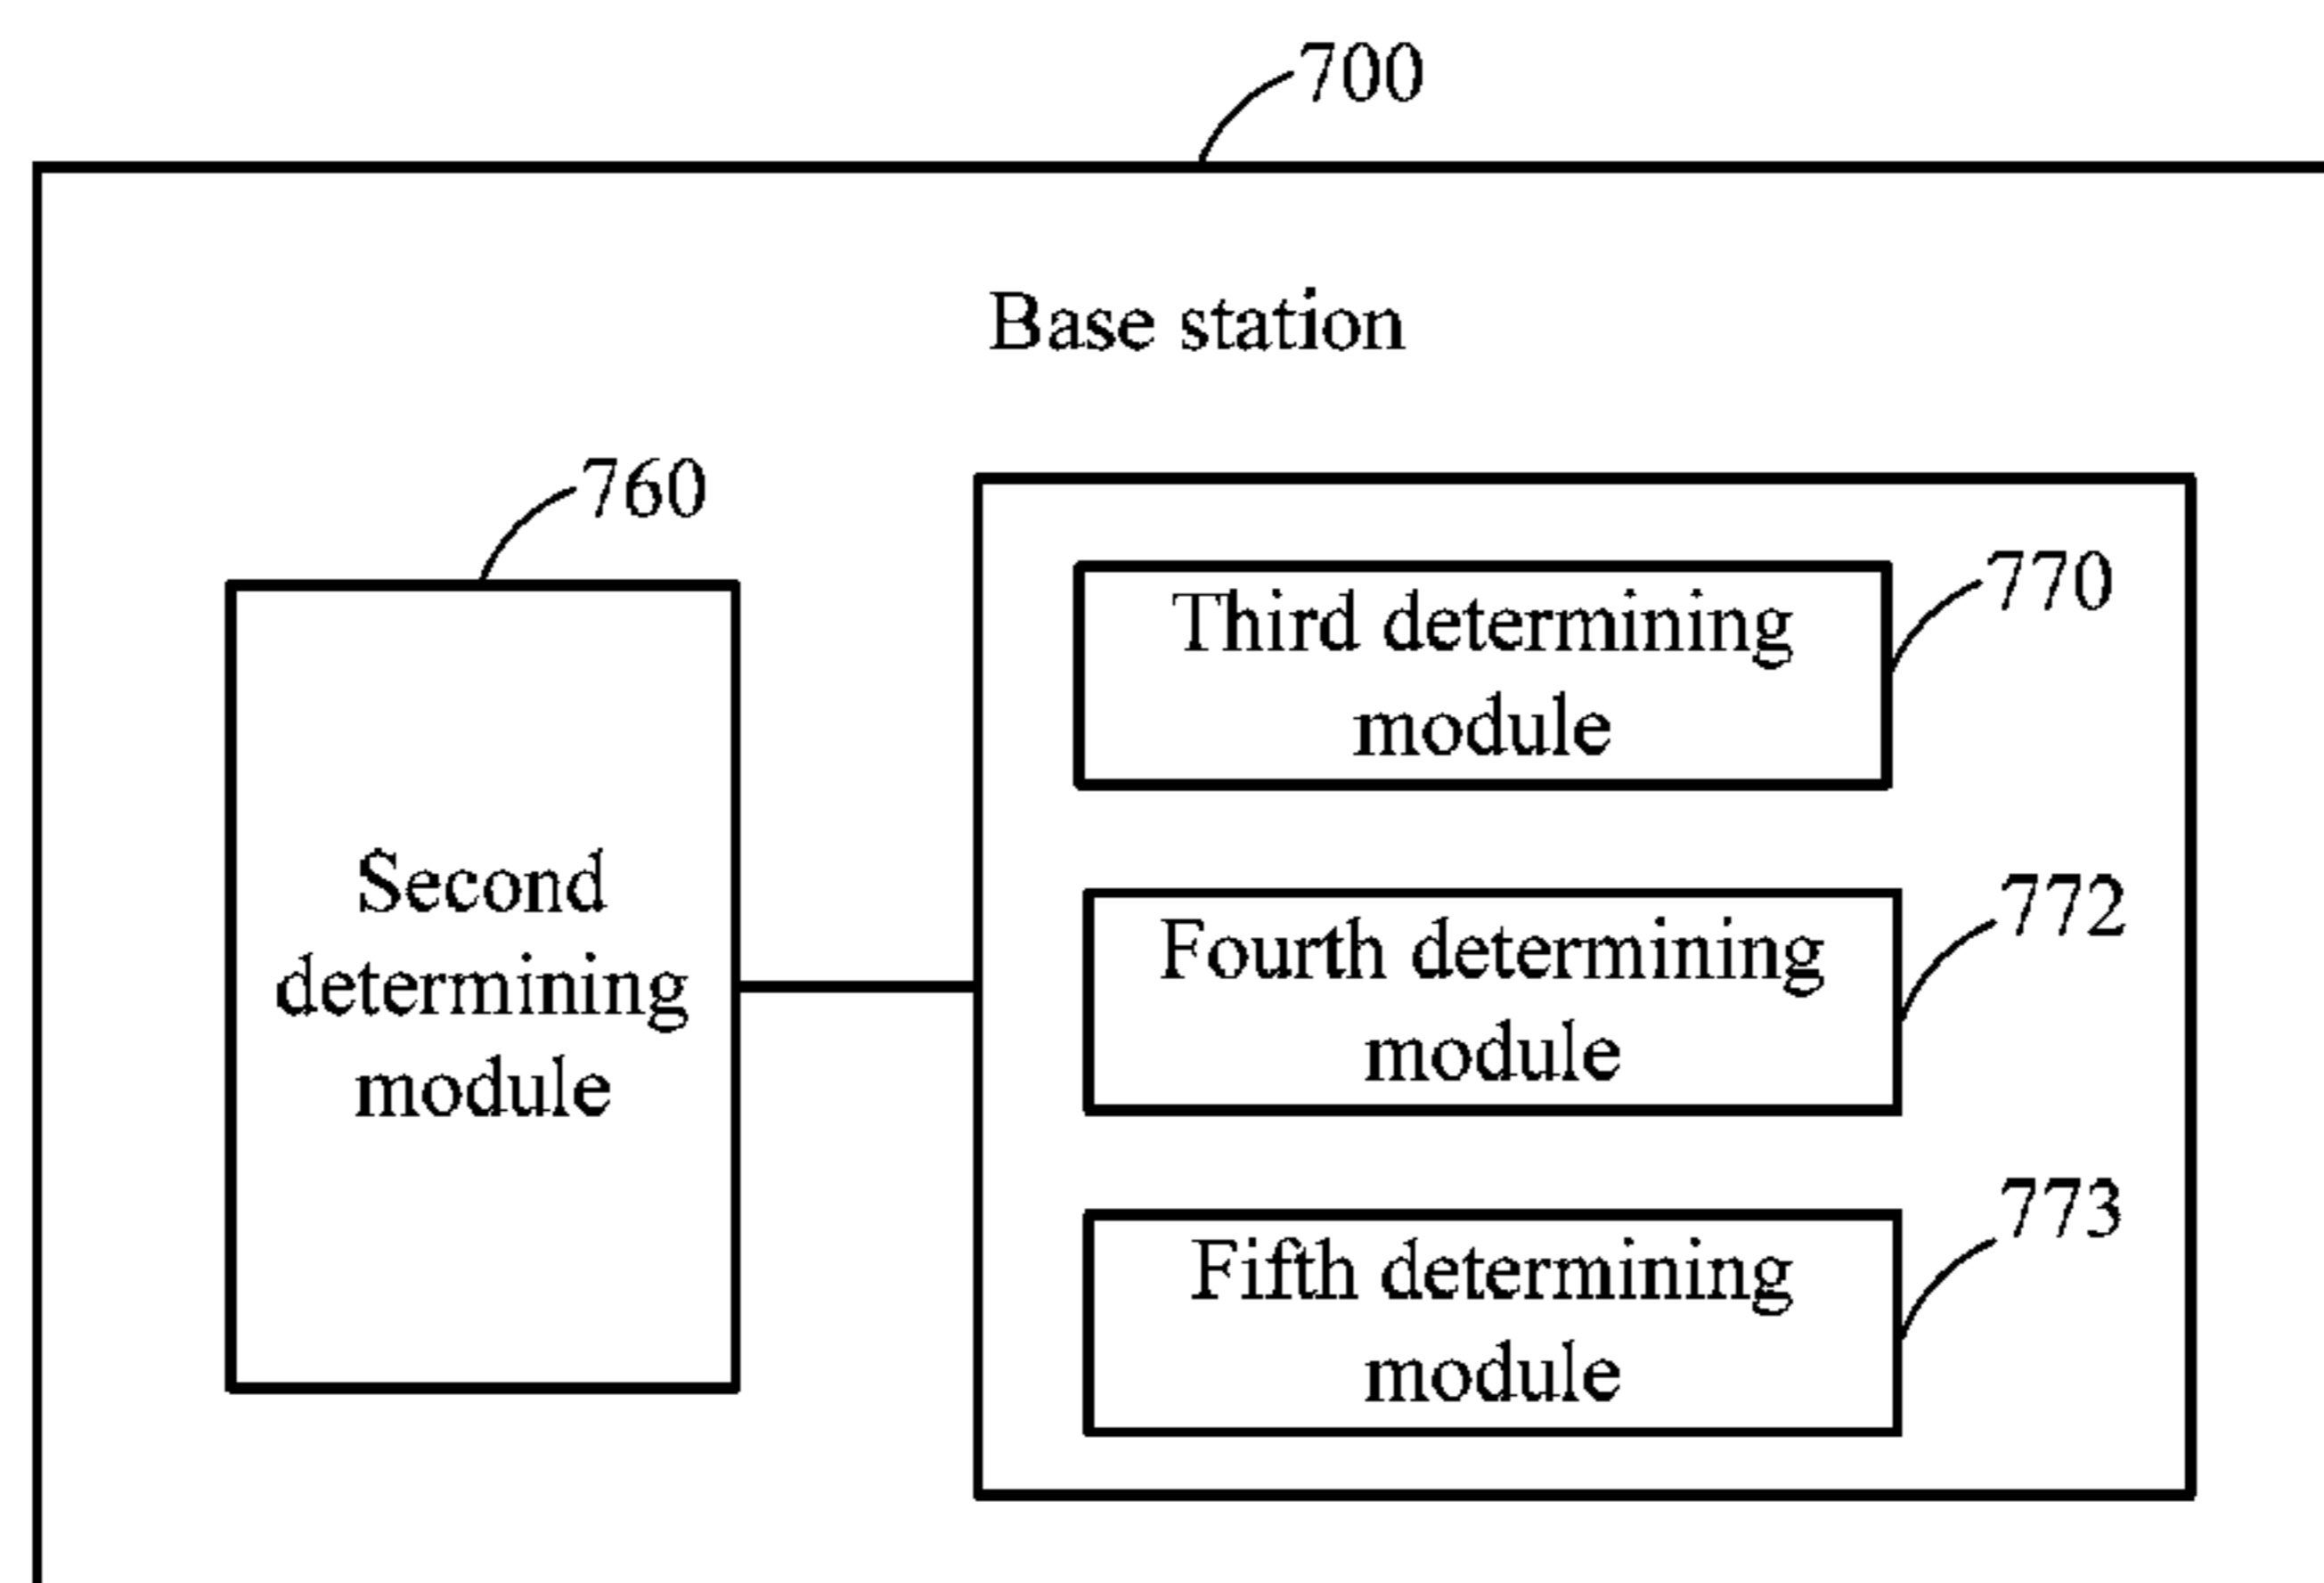 700
Base station
760
Second
determining
module
Third determining
module
770
Fourth determining
module
772
Fifth determining
module
773